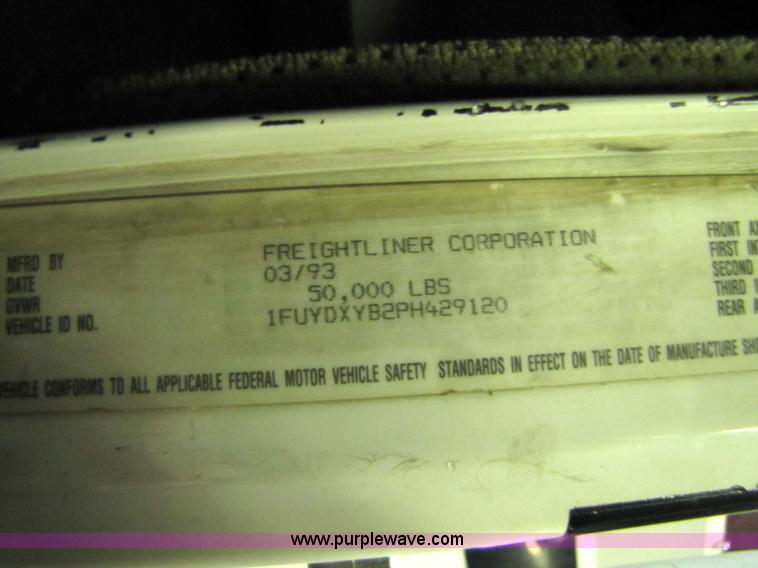 MFRD BY FREIGHTLINER CORPORATION FRONT
DATE 03/93 FIRST
GVWR 50,000 LBS SECOND
VEHICLE ID NO. 1FUYDXYB2PH429120 THIRD
REAR
VEHICLE CONFORMS TO ALL APPLICABLE FEDERAL MOTOR VEHICLE SAFETY STANDARDS IN EFFECT ON THE DATE OF MANUFACTURE
www.purplewave.com